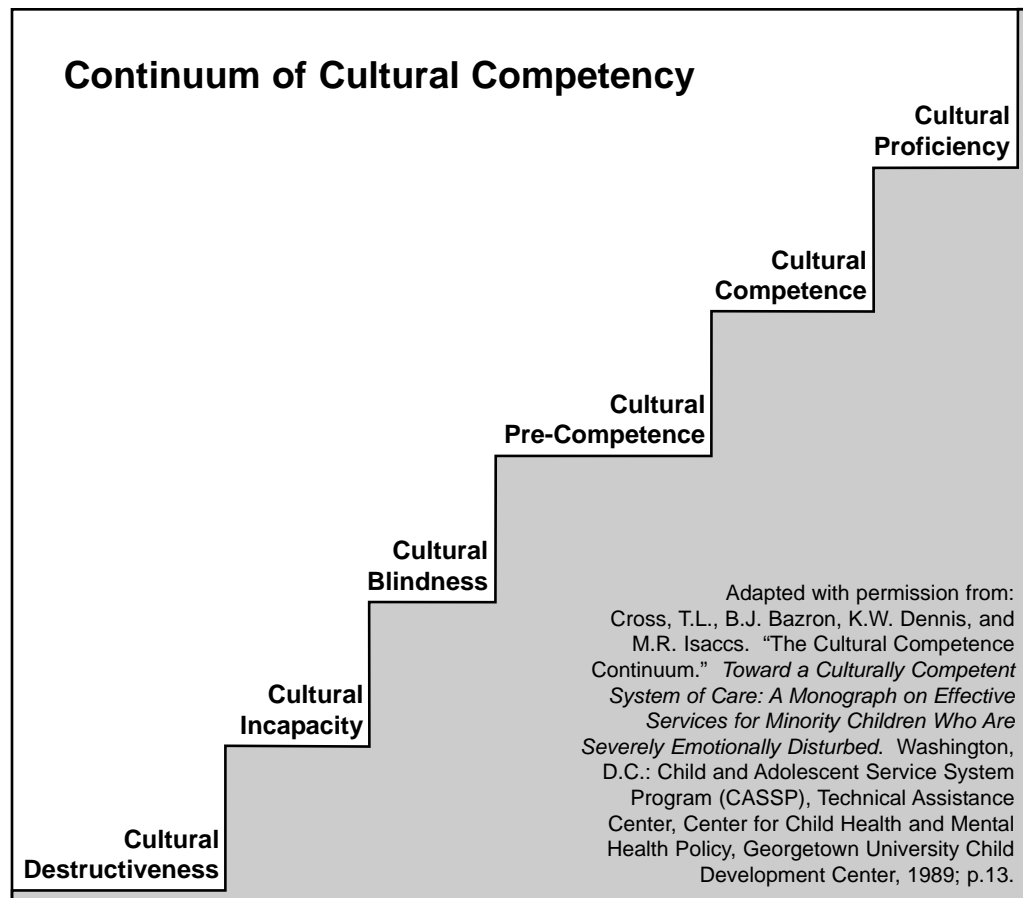 Continuum of Cultural Competency
Cultural
Proficiency
Cultural
Competence
Cultural
Pre-Competence
Cultural
Blindness
Cultural
Incapacity
Cultural
Destructiveness
Adapted with permission from:
Cross, T.L., B.J. Bazron, K.W. Dennis, and
M.R. Isaccs. “The Cultural Competence
Continuum.” Toward a Culturally Competent
System of Care: A Monograph on Effective
Services for Minority Children Who Are
Severely Emotionally Disturbed. Washington,
D.C.: Child and Adolescent Service System
Program (CASSP), Technical Assistance
Center, Center for Child Health and Mental
Health Policy, Georgetown University Child
Development Center, 1989; p.13.